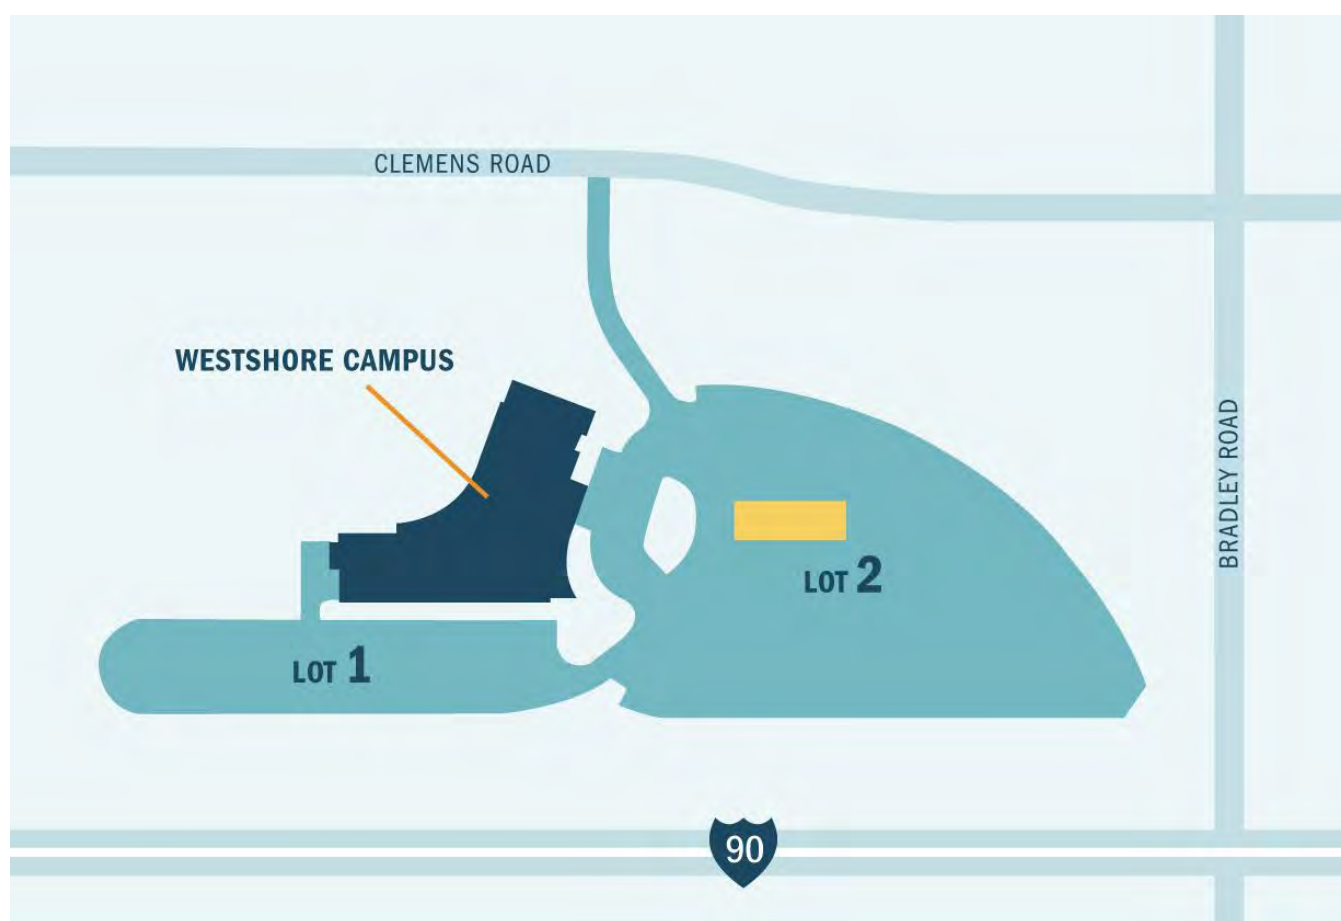 CLEMENS ROAD
WESTSHORE CAMPUS
BRADLEY ROAD
LOT 2
LOT 1
90